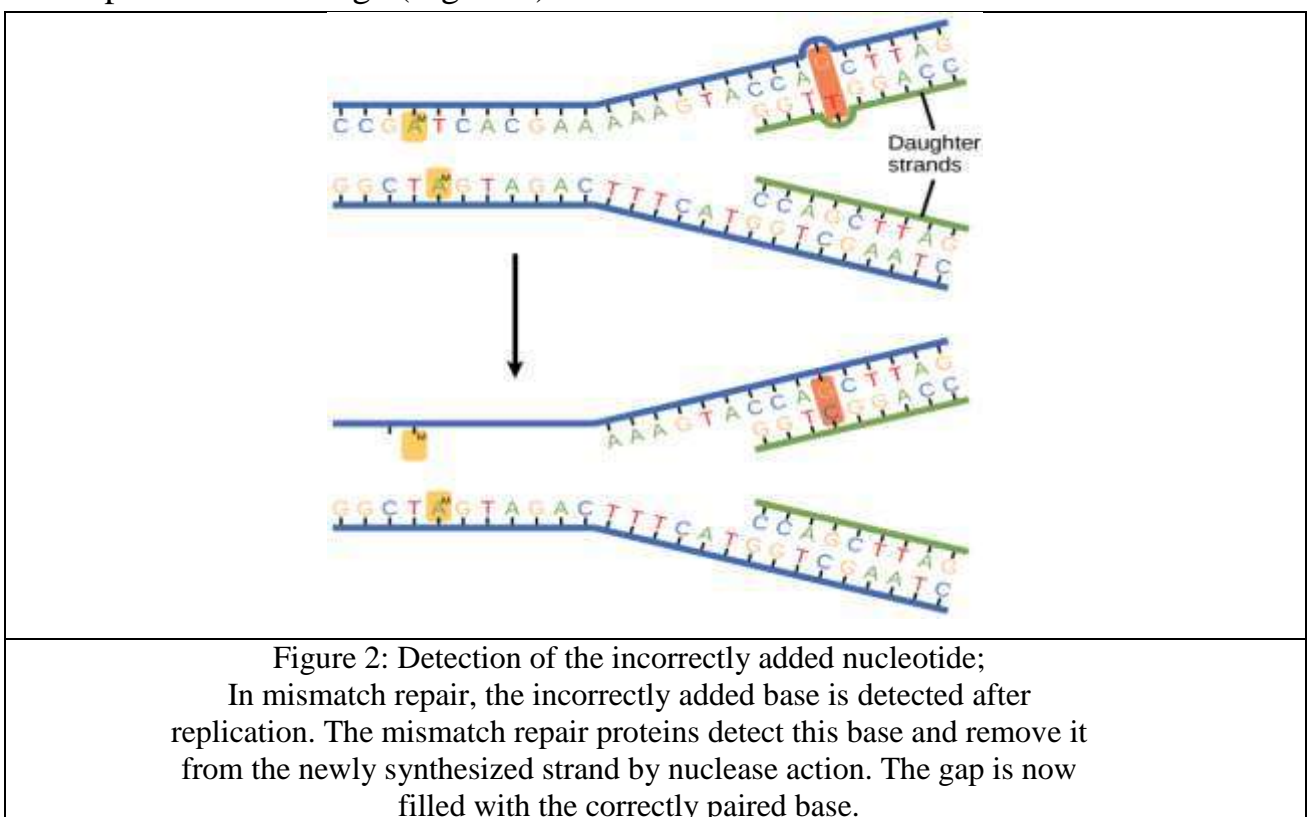 C C G A M T C A C G A A A A A G T A C C A G C T T A G
G G T T G G A C C
Daughter
strands
C C A G C T T A G
G G C T A M G T A G A C T T T C A T G G T C G A A T C
M
A A A G T A C C A G C T T A G
G G T C G G A C C
C C A G C T T A G
G G C T A M G T A G A C T T T C A T G G T C G A A T C
Figure 2: Detection of the incorrectly added nucleotide;
In mismatch repair, the incorrectly added base is detected after
replication. The mismatch repair proteins detect this base and remove it
from the newly synthesized strand by nuclease action. The gap is now
filled with the correctly paired base.